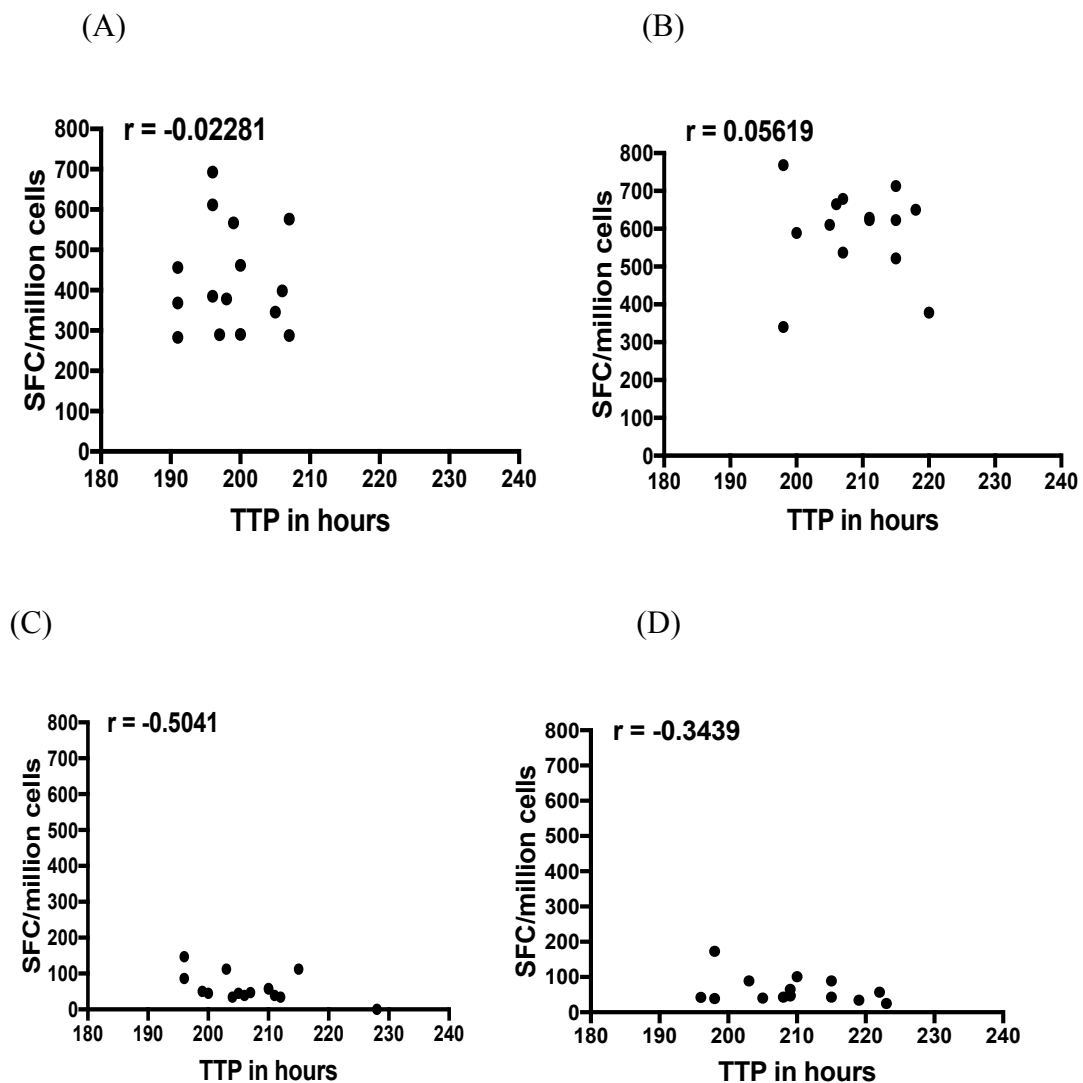 (A)
(B)
r = -0.02281
800
700
600
500
400
300
200
100
0
SFC/million cells
180 190 200 210 220 230 240
TTP in hours
r = 0.05619
800
700
600
500
400
300
200
100
0
SFC/million cells
180 190 200 210 220 230 240
TTP in hours
(C)
(D)
r = -0.5041
800
700
600
500
400
300
200
100
0
SFC/million cells
180 190 200 210 220 230 240
TTP in hours
r = -0.3439
800
700
600
500
400
300
200
100
0
SFC/million cells
180 190 200 210 220 230 240
TTP in hours